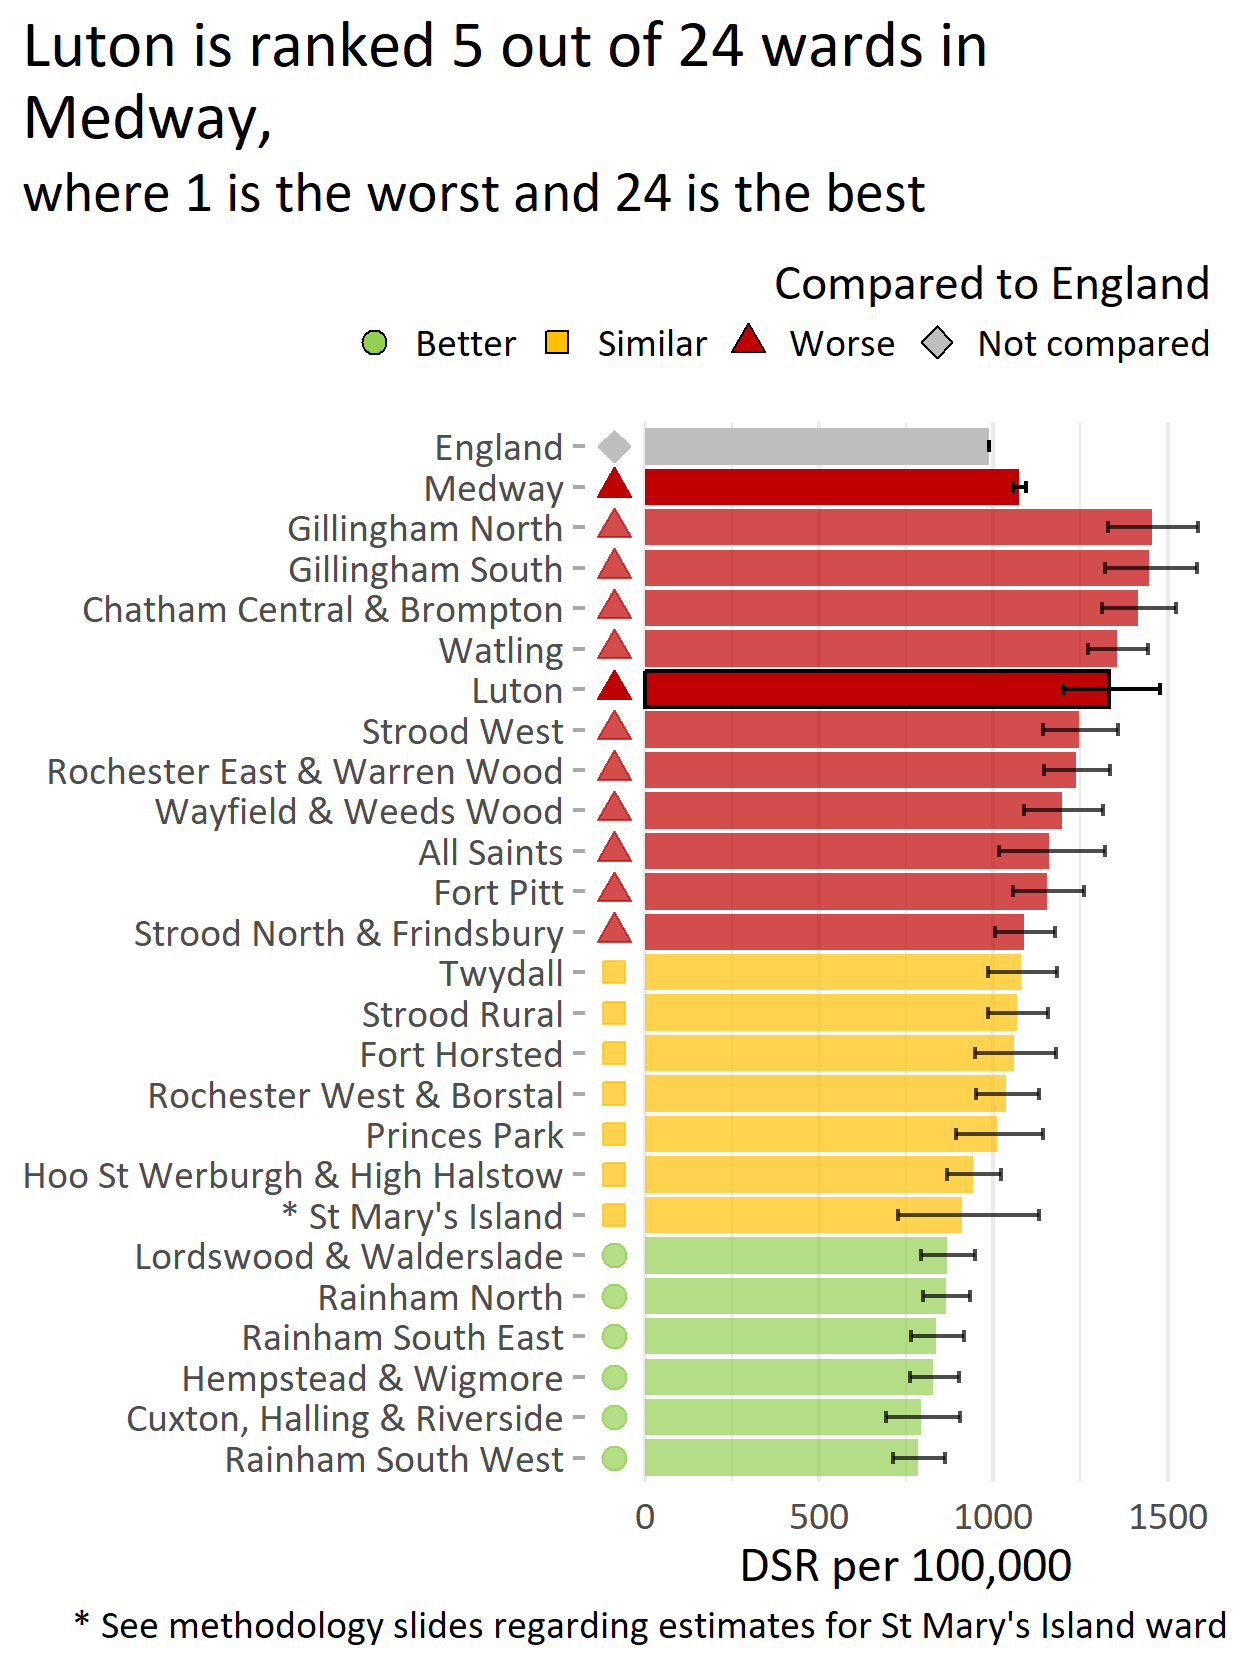 Luton is ranked 5 out of 24 wards in
Medway,
where 1 is the worst and 24 is the best
Compared to England
Better Similar Worse Not compared
England
Medway
Gillingham North
Gillingham South
Chatham Central & Brompton
Watling
Luton
Strood West
Rochester East & Warren Wood
Wayfield & Weeds Wood
All Saints
Fort Pitt
Strood North & Frindsbury
Twydall
Strood Rural
Fort Horsted
Rochester West & Borstal
Princes Park
Hoo St Werburgh & High Halstow
* St Mary's Island
Lordswood & Walderslade
Rainham North
Rainham South East
Hempstead & Wigmore
Cuxton, Halling & Riverside
Rainham South West
0 500 1000 1500
DSR per 100,000
* See methodology slides regarding estimates for St Mary's Island ward